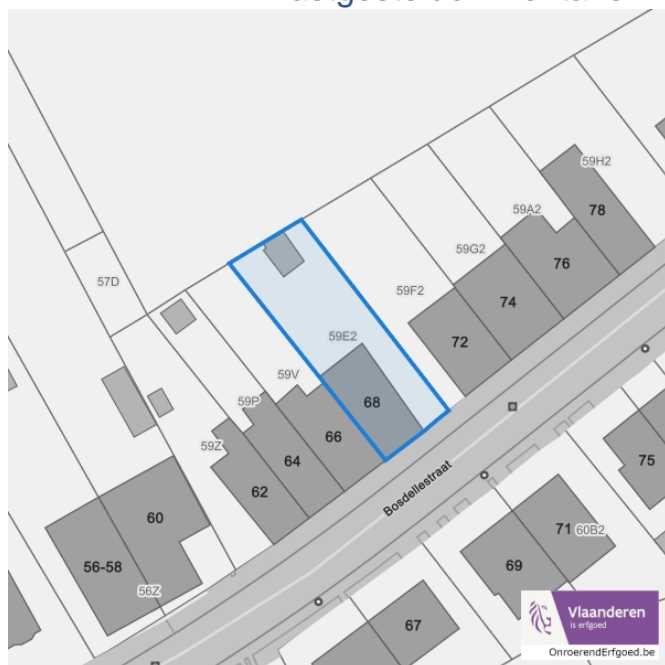 59H2
78
59A2
76
59G2
74
57D
59F2
72
59E2
68
59V
66
59P
64
59Z
62
60
56-58
56Z
Bosdellestraat
75
71
60B2
69
67
Vlaanderen
is erfgoed
OnroerendErfgoed.be